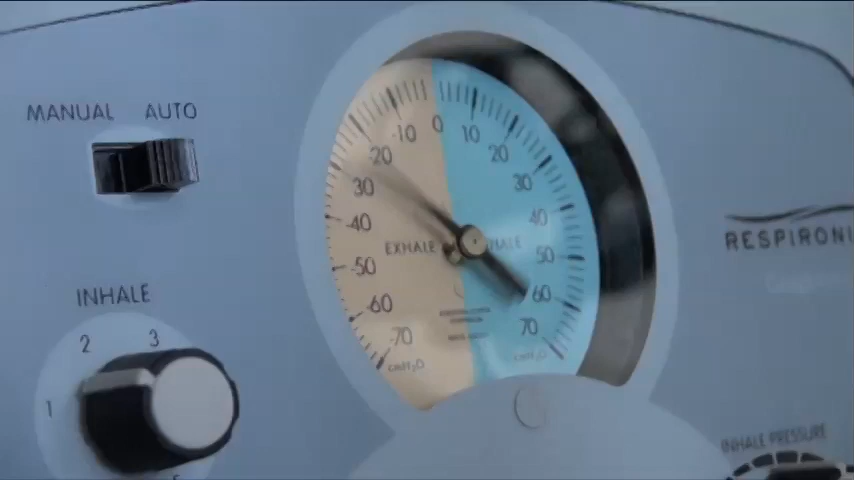 MANUAL AUTO
0
-10 10
-20 20
30 30
-40 40
EXHALE
-50 50
-60 60
-70 70
cmH₂O
RESPIRONI
INHALE
2 3
1
INHALE PRESSURE